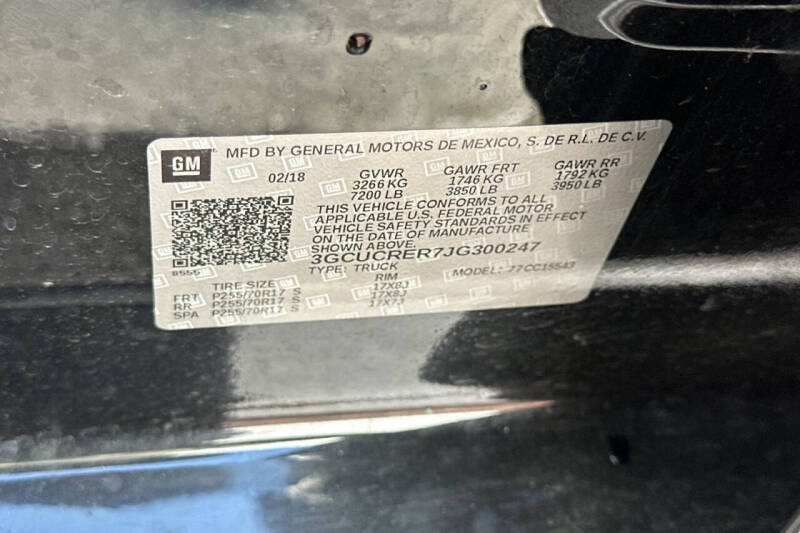 GM MFD BY GENERAL MOTORS DE MEXICO, S. DE R.L. DE C.V.
02/18 GVWR GAWR FRT GAWR RR
3266 KG 1746 KG 1792 KG
7200 LB 3850 LB 3950 LB
THIS VEHICLE CONFORMS TO ALL
APPLICABLE U.S. FEDERAL MOTOR
VEHICLE SAFETY STANDARDS IN EFFECT
ON THE DATE OF MANUFACTURE
SHOWN ABOVE.
3GCUCRER7JG300247
8555 TYPE: TRUCK MODEL: 77CC15543
TIRE SIZE RIM
FRT P255/70R17 S 17X8J
RR P255/70R17 S 17X8J
SPA P255/70R17 S 17X7J